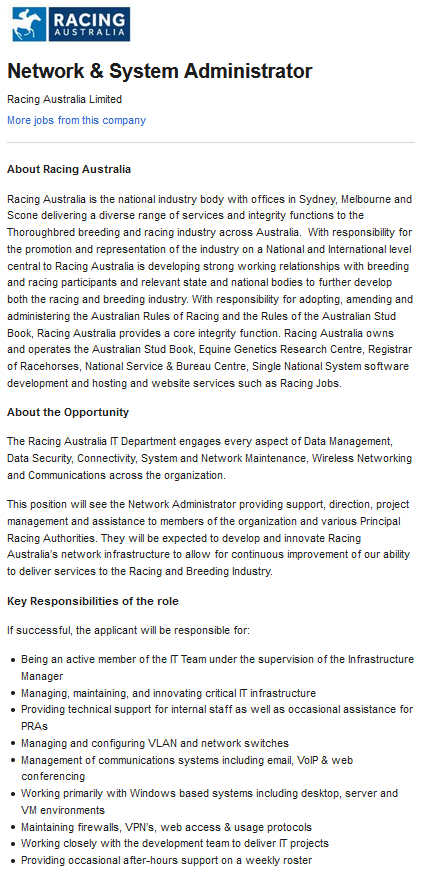 RACING
AUSTRALIA
Network & System Administrator
Racing Australia Limited
More jobs from this company
About Racing Australia
Racing Australia is the national industry body with offices in Sydney, Melbourne and
Scone delivering a diverse range of services and integrity functions to the
Thoroughbred breeding and racing industry across Australia.  With responsibility for
the promotion and representation of the industry on a National and International level
central to Racing Australia is developing strong working relationships with breeding
and racing participants and relevant state and national bodies to further develop
both the racing and breeding industry. With responsibility for adopting, amending and
administering the Australian Rules of Racing and the Rules of the Australian Stud
Book, Racing Australia provides a core integrity function. Racing Australia owns
and operates the Australian Stud Book, Equine Genetics Research Centre, Registrar
of Racehorses, National Service & Bureau Centre, Single National System software
development and hosting and website services such as Racing Jobs.
About the Opportunity
The Racing Australia IT Department engages every aspect of Data Management,
Data Security, Connectivity, System and Network Maintenance, Wireless Networking
and Communications across the organization.
This position will see the Network Administrator providing support, direction, project
management and assistance to members of the organization and various Principal
Racing Authorities. They will be expected to develop and innovate Racing
Australia's network infrastructure to allow for continuous improvement of our ability
to deliver services to the Racing and Breeding Industry.
Key Responsibilities of the role
If successful, the applicant will be responsible for:
• Being an active member of the IT Team under the supervision of the Infrastructure
Manager
• Managing, maintaining, and innovating critical IT infrastructure
• Providing technical support for internal staff as well as occasional assistance for
PRAs
• Managing and configuring VLAN and network switches
• Management of communications systems including email, VoIP & web
conferencing
• Working primarily with Windows based systems including desktop, server and
VM environments
• Maintaining firewalls, VPN's, web access & usage protocols
• Working closely with the development team to deliver IT projects
• Providing occasional after-hours support on a weekly roster